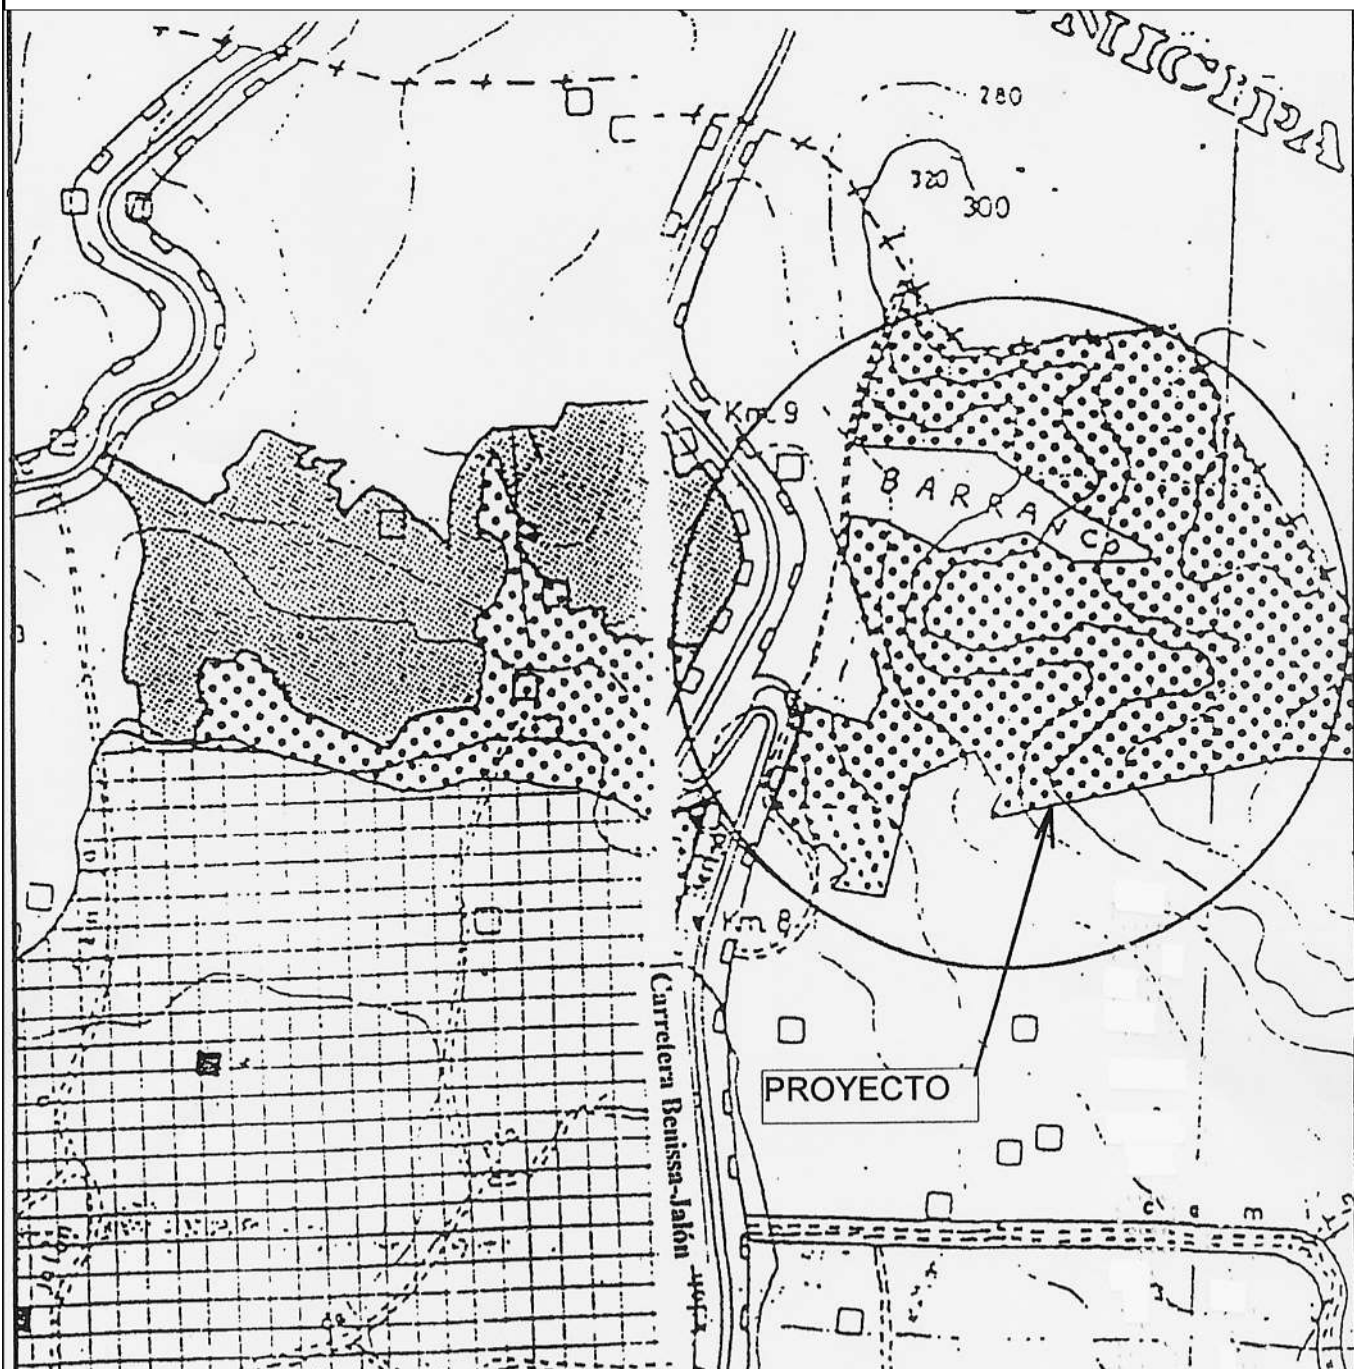 NICIPA
280
320
300
Km 9
BARRANCO
Km 8
Carretera Benissa-Jalón
PROYECTO
c a m